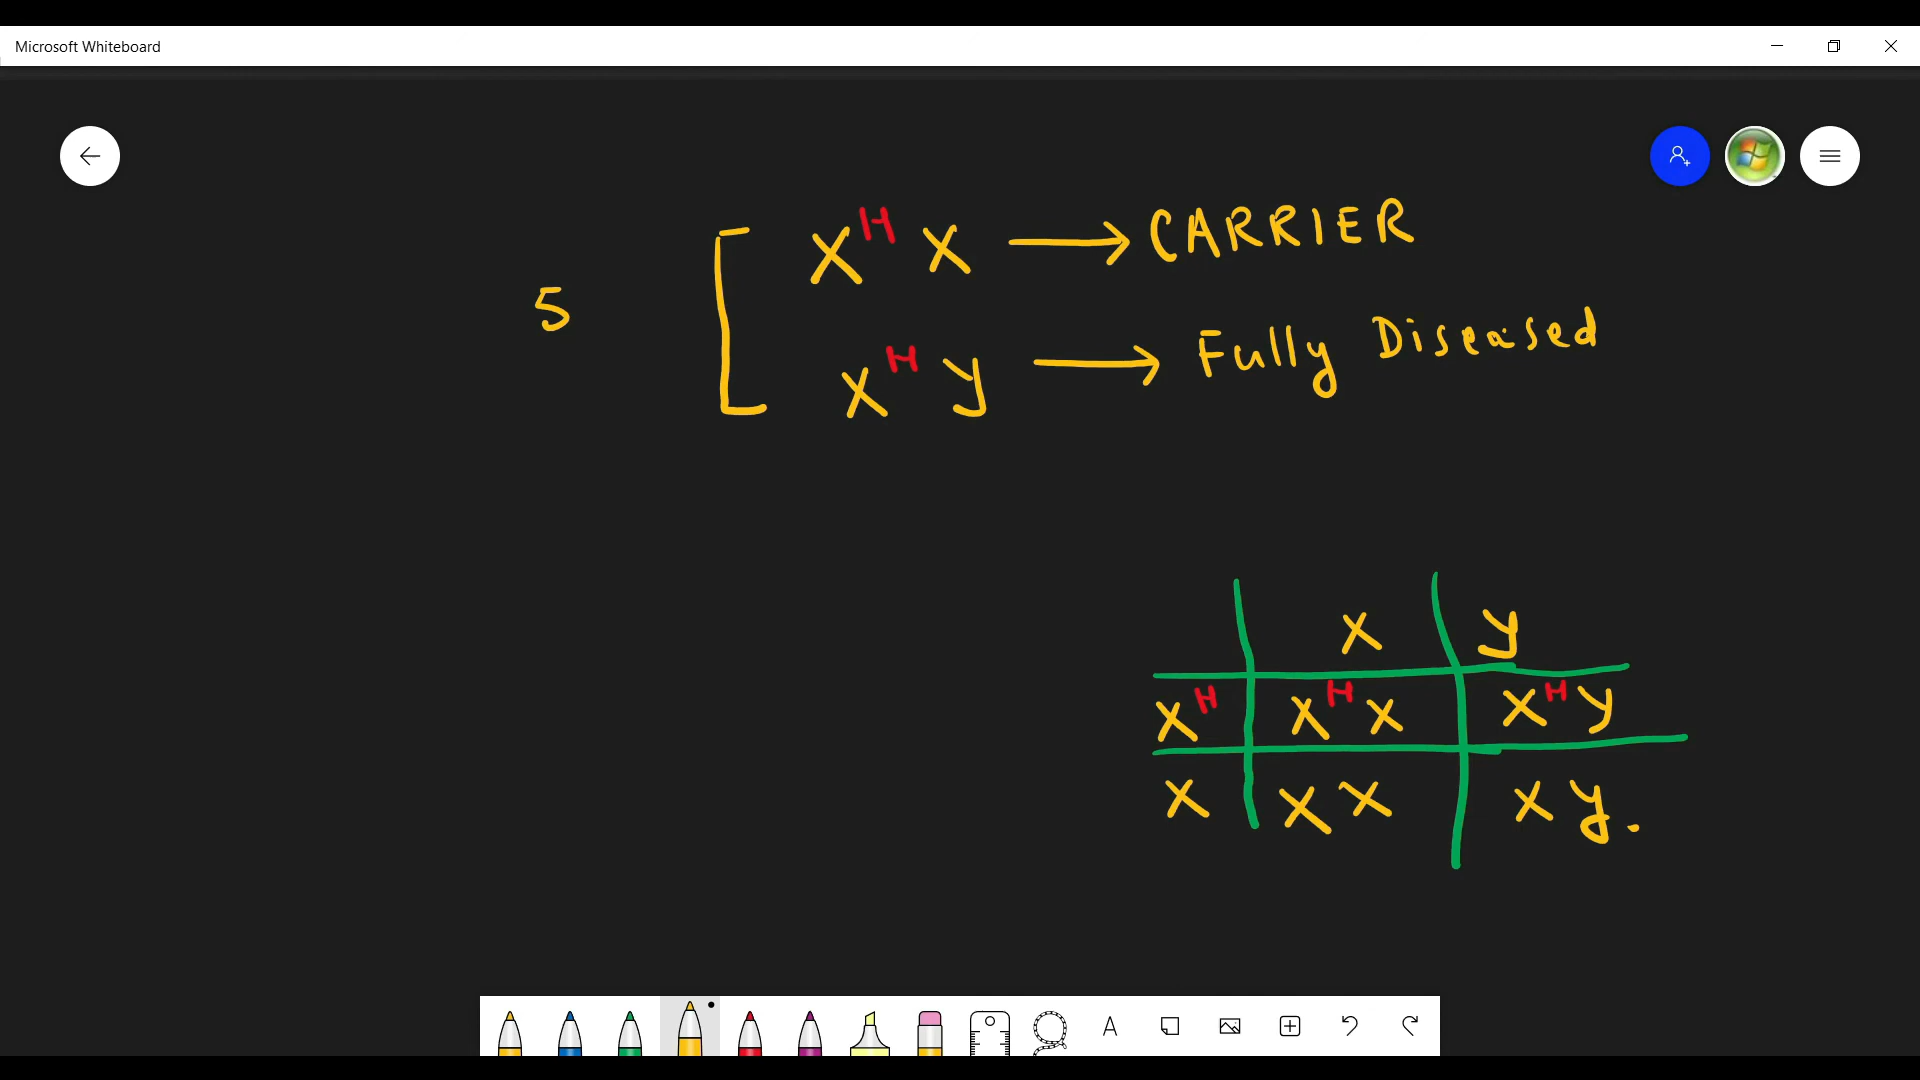 Microsoft Whiteboard
X^H X → CARRIER
5
X^H y → Fully Diseased
X y
X^H X^H X X^H y
X X X X y.
A